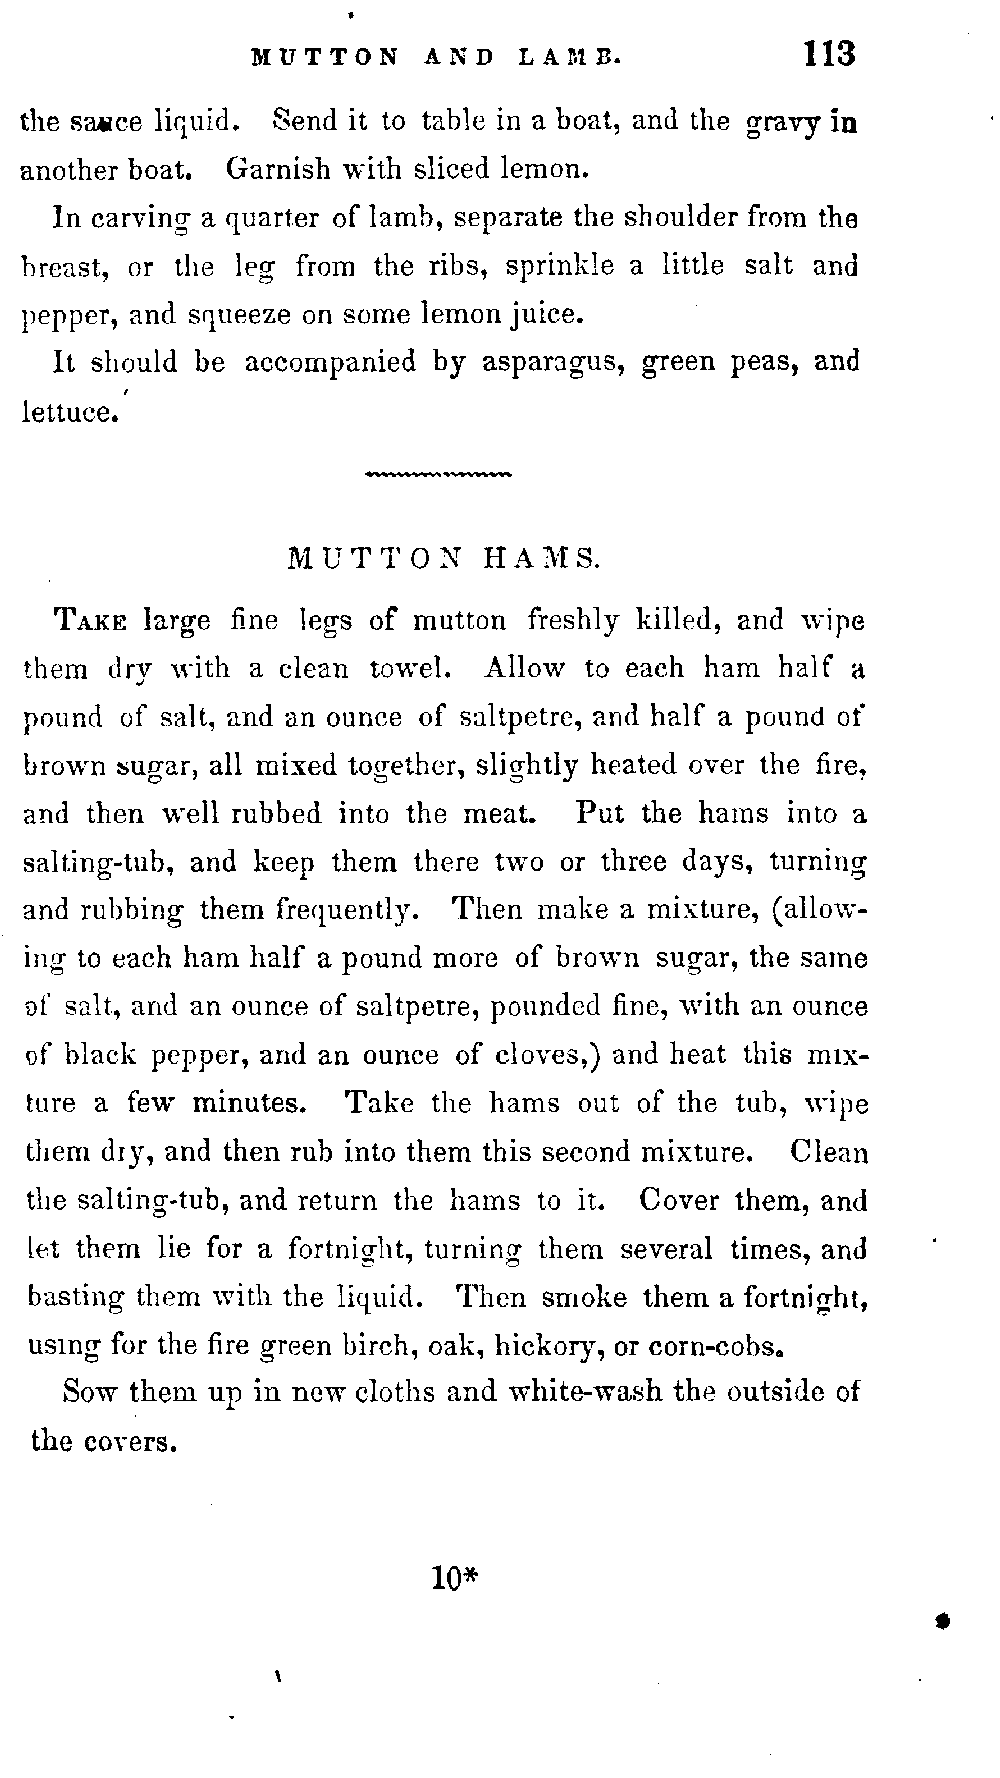 MUTTON AND LAMB. 113
the sauce liquid. Send it to table in a boat, and the gravy in
another boat. Garnish with sliced lemon.
In carving a quarter of lamb, separate the shoulder from the
breast, or the leg from the ribs, sprinkle a little salt and
pepper, and squeeze on some lemon juice.
It should be accompanied by asparagus, green peas, and
lettuce.
MUTTON HAMS.
TAKE large fine legs of mutton freshly killed, and wipe
them dry with a clean towel. Allow to each ham half a
pound of salt, and an ounce of saltpetre, and half a pound of
brown sugar, all mixed together, slightly heated over the fire,
and then well rubbed into the meat. Put the hams into a
salting-tub, and keep them there two or three days, turning
and rubbing them frequently. Then make a mixture, (allow-
ing to each ham half a pound more of brown sugar, the same
of salt, and an ounce of saltpetre, pounded fine, with an ounce
of black pepper, and an ounce of cloves,) and heat this mix-
ture a few minutes. Take the hams out of the tub, wipe
them dry, and then rub into them this second mixture. Clean
the salting-tub, and return the hams to it. Cover them, and
let them lie for a fortnight, turning them several times, and
basting them with the liquid. Then smoke them a fortnight,
using for the fire green birch, oak, hickory, or corn-cobs.
Sow them up in new cloths and white-wash the outside of
the covers.
10*